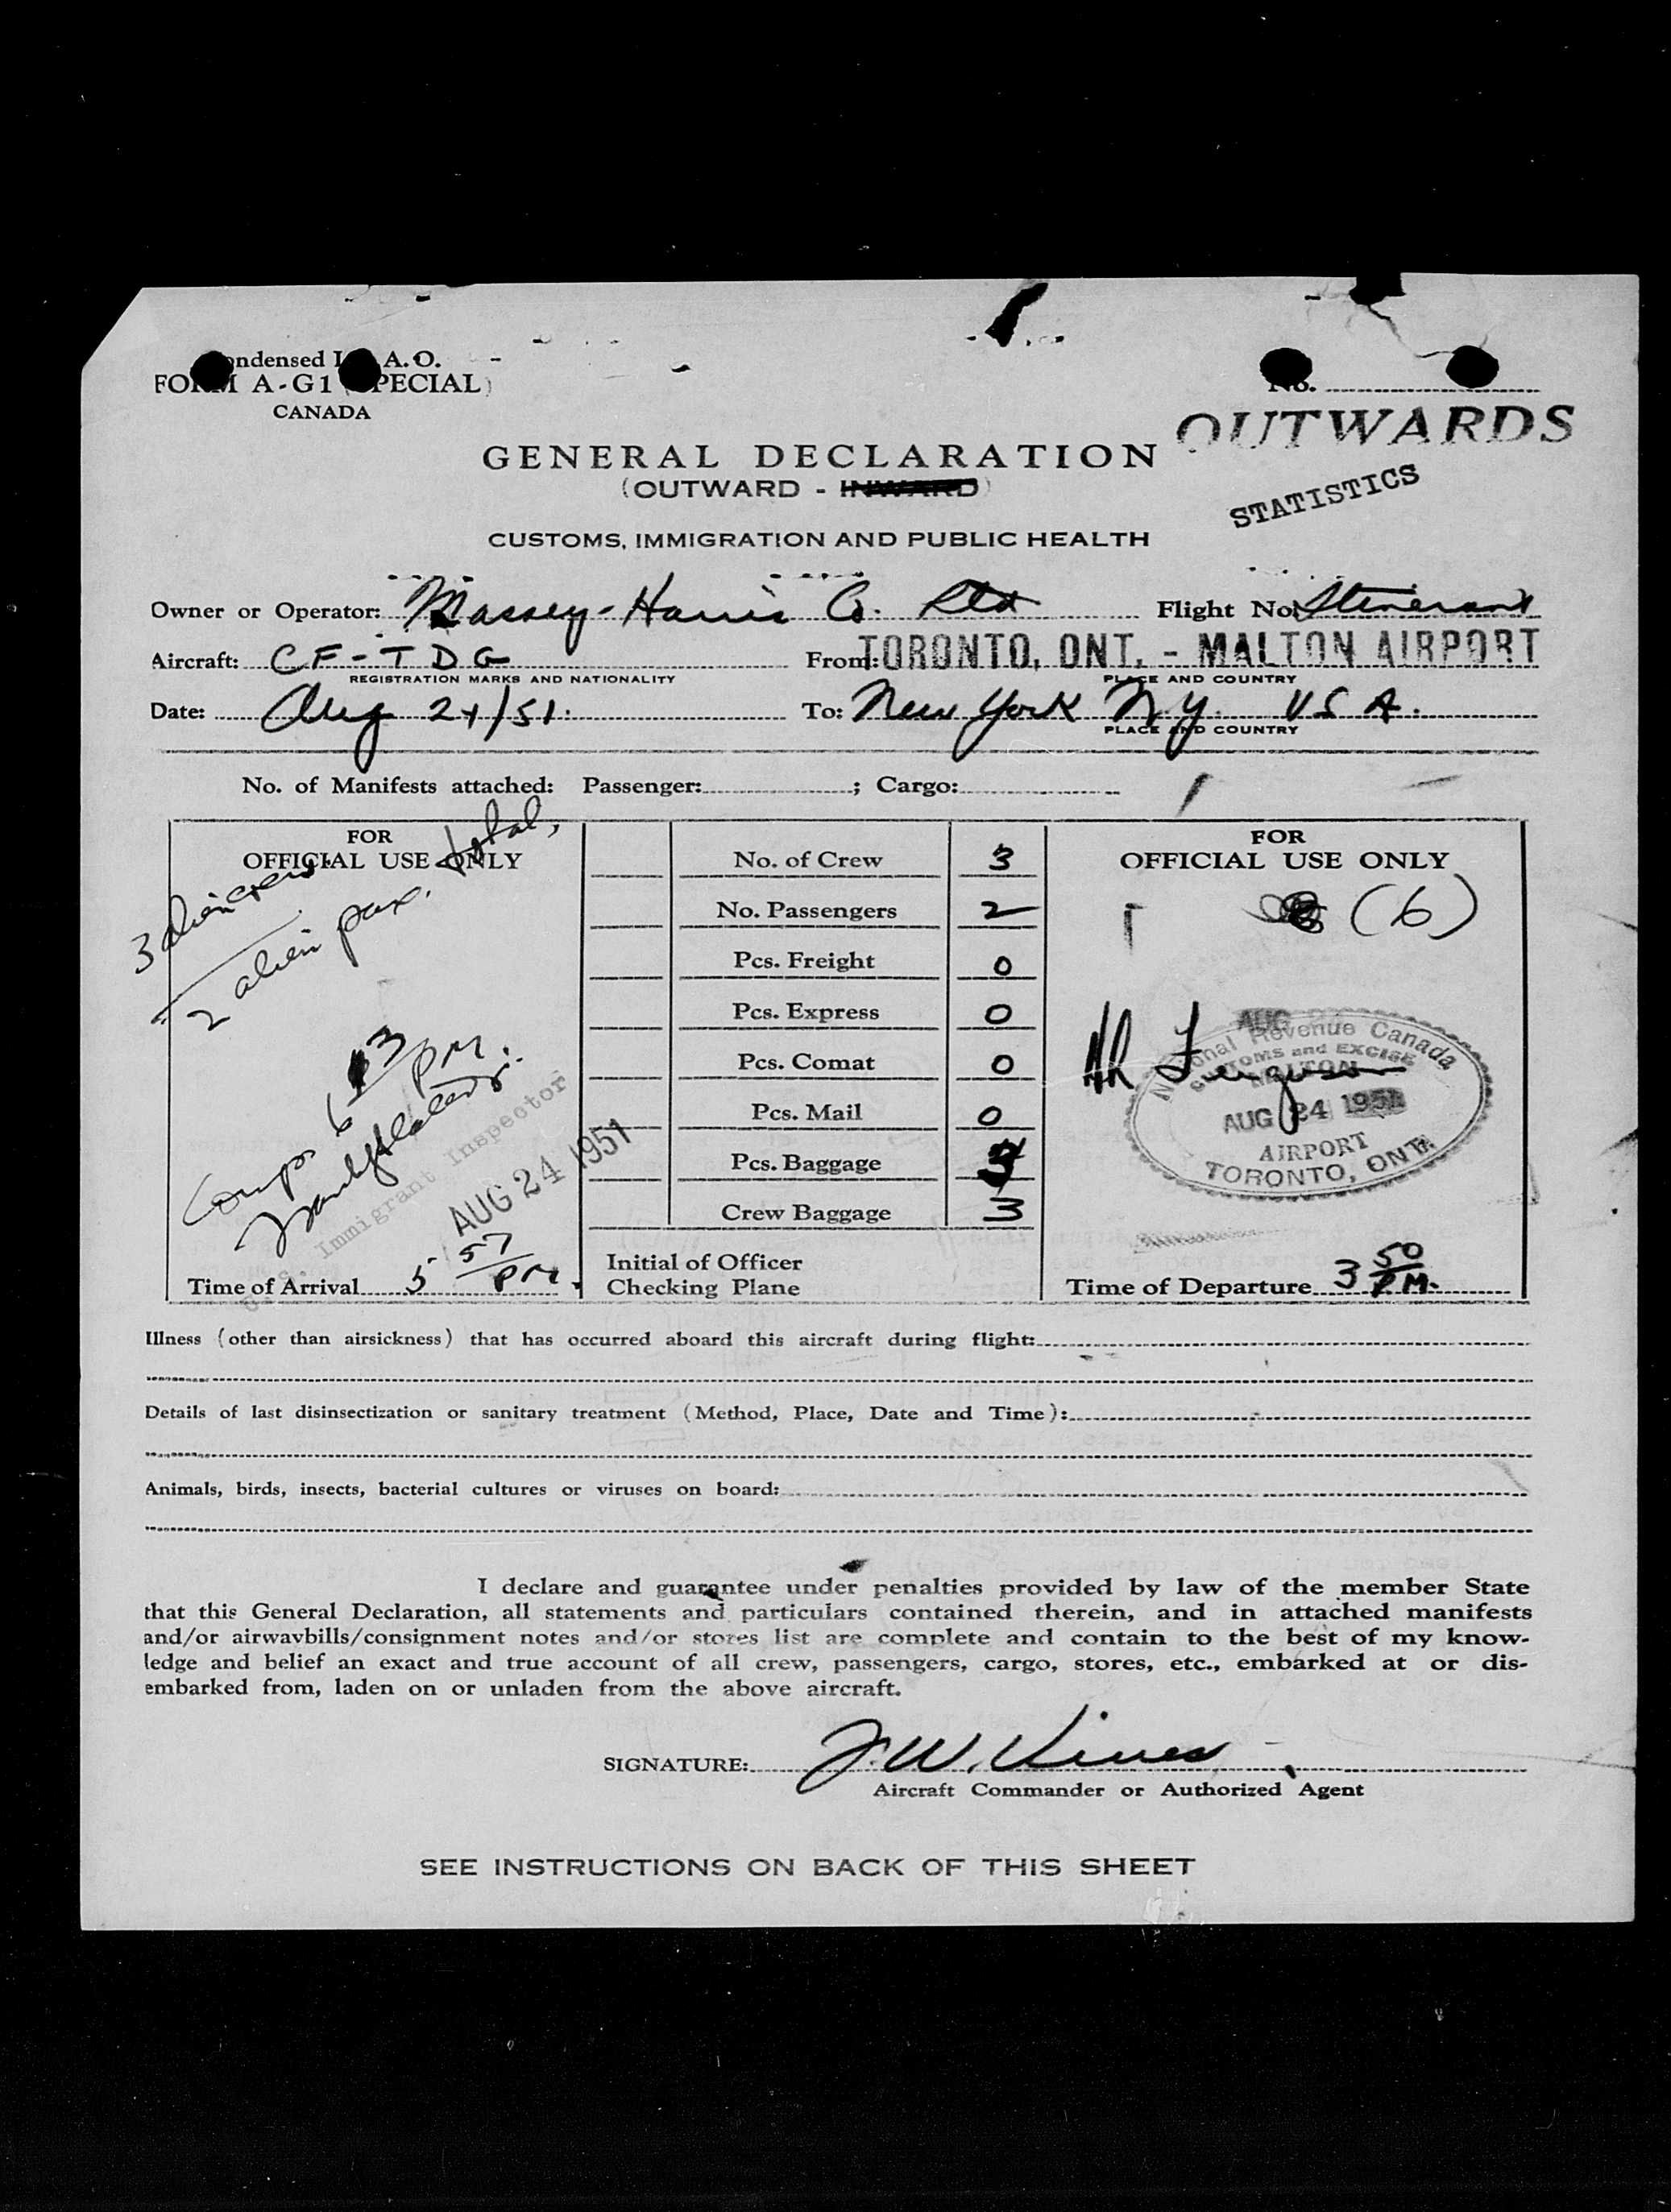 ndensed I A.O.
FORM A-G1 (SPECIAL)
CANADA
No.
OUTWARDS
STATISTICS
GENERAL DECLARATION
(OUTWARD - INWARD)
CUSTOMS, IMMIGRATION AND PUBLIC HEALTH
Owner or Operator: Massey-Harris Co. Ltd Flight No.
Aircraft: CF-TDG From: TORONTO, ONT. - MALTON AIRPORT
REGISTRATION MARKS AND NATIONALITY PLACE AND COUNTRY
Date: Aug 24/51. To: New York N.Y. USA.
PLACE AND COUNTRY
No. of Manifests attached: Passenger: ; Cargo:
FOR
OFFICIAL USE ONLY
3 alien crew total,
2 alien pax.
Comp. 6 13 PM.
Immigrant Inspector
AUG 24 1951
Time of Arrival 5 57 PM.
No. of Crew 3
No. Passengers 2
Pcs. Freight 0
Pcs. Express 0
Pcs. Comat 0
Pcs. Mail 0
Pcs. Baggage
Crew Baggage 3
Initial of Officer
Checking Plane
FOR
OFFICIAL USE ONLY
(6)
Ferguson
National Revenue Canada
CUSTOMS and EXCISE
MALTON
AUG 24 1951
AIRPORT
TORONTO, ONT.
Time of Departure 3 50 P.M.
Illness (other than airsickness) that has occurred aboard this aircraft during flight:
Details of last disinsectization or sanitary treatment (Method, Place, Date and Time):
Animals, birds, insects, bacterial cultures or viruses on board:
I declare and guarantee under penalties provided by law of the member State
that this General Declaration, all statements and particulars contained therein, and in attached manifests
and/or airwaybills/consignment notes and/or stores list are complete and contain to the best of my know-
ledge and belief an exact and true account of all crew, passengers, cargo, stores, etc., embarked at or dis-
embarked from, laden on or unladen from the above aircraft.
SIGNATURE: J.W. Vines
Aircraft Commander or Authorized Agent
SEE INSTRUCTIONS ON BACK OF THIS SHEET